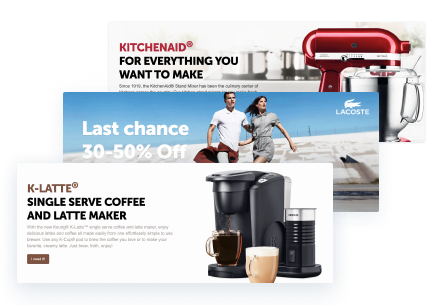 KITCHENAID®
FOR EVERYTHING YOU
WANT TO MAKE
Since 1919, the KitchenAid® Stand Mixer has been the culinary center of
LACOSTE
Last chance
30-50% Off
K-LATTE®
SINGLE SERVE COFFEE
AND LATTE MAKER
With the new Keurig® K-Latte™ single serve coffee and latte maker, enjoy
delicious lattes and coffee all made easily from one effortlessly simple to use
brewer. Use any K-Cup® pod to brew the coffee you love or to make your
favorite, creamy latte. Just brew, froth, enjoy!
I need it!